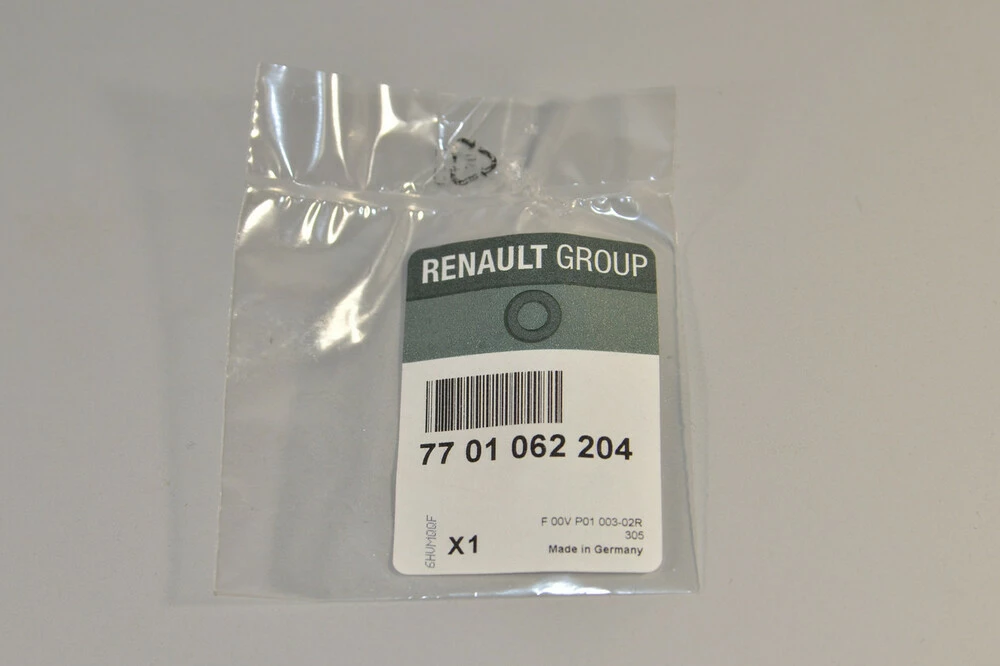 RENAULT GROUP
77 01 062 204
F 00V P01 003-02R
305
X1
Made in Germany